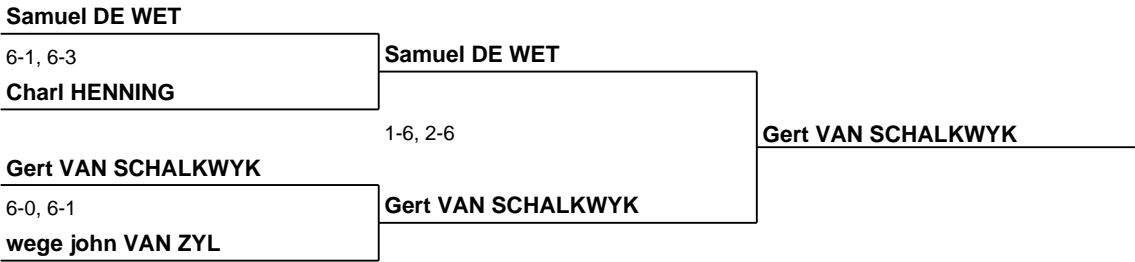 Samuel DE WET
6-1, 6-3
Samuel DE WET
Charl HENNING
1-6, 2-6
Gert VAN SCHALKWYK
Gert VAN SCHALKWYK
6-0, 6-1
Gert VAN SCHALKWYK
wege john VAN ZYL